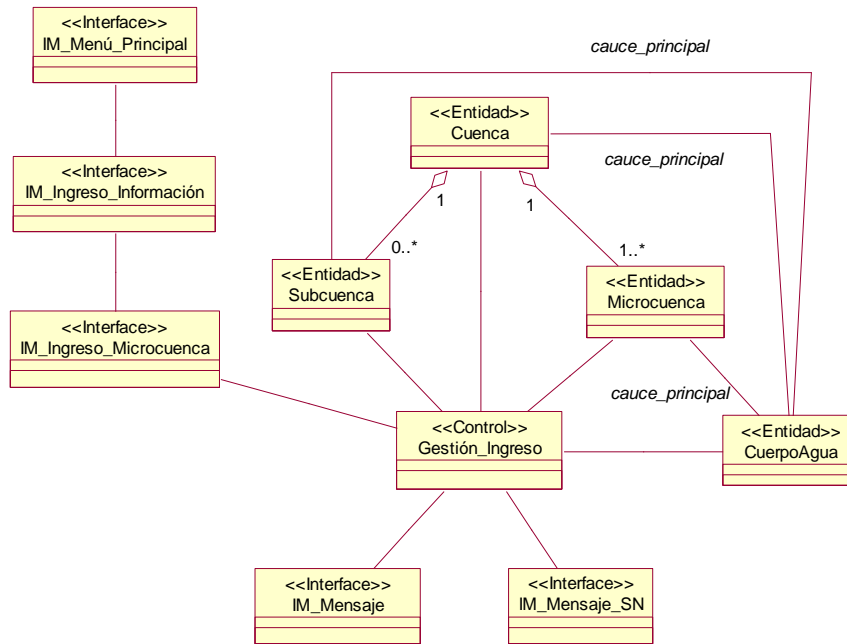 <<Interface>>
IM_Menú_Principal
cauce_principal
<<Entidad>>
Cuenca
cauce_principal
<<Interface>>
IM_Ingreso_Información
1
1
0..*
1..*
<<Entidad>>
Subcuenca
<<Entidad>>
Microcuenca
<<Interface>>
IM_Ingreso_Microcuenca
cauce_principal
<<Control>>
Gestión_Ingreso
<<Entidad>>
CuerpoAgua
<<Interface>>
IM_Mensaje
<<Interface>>
IM_Mensaje_SN